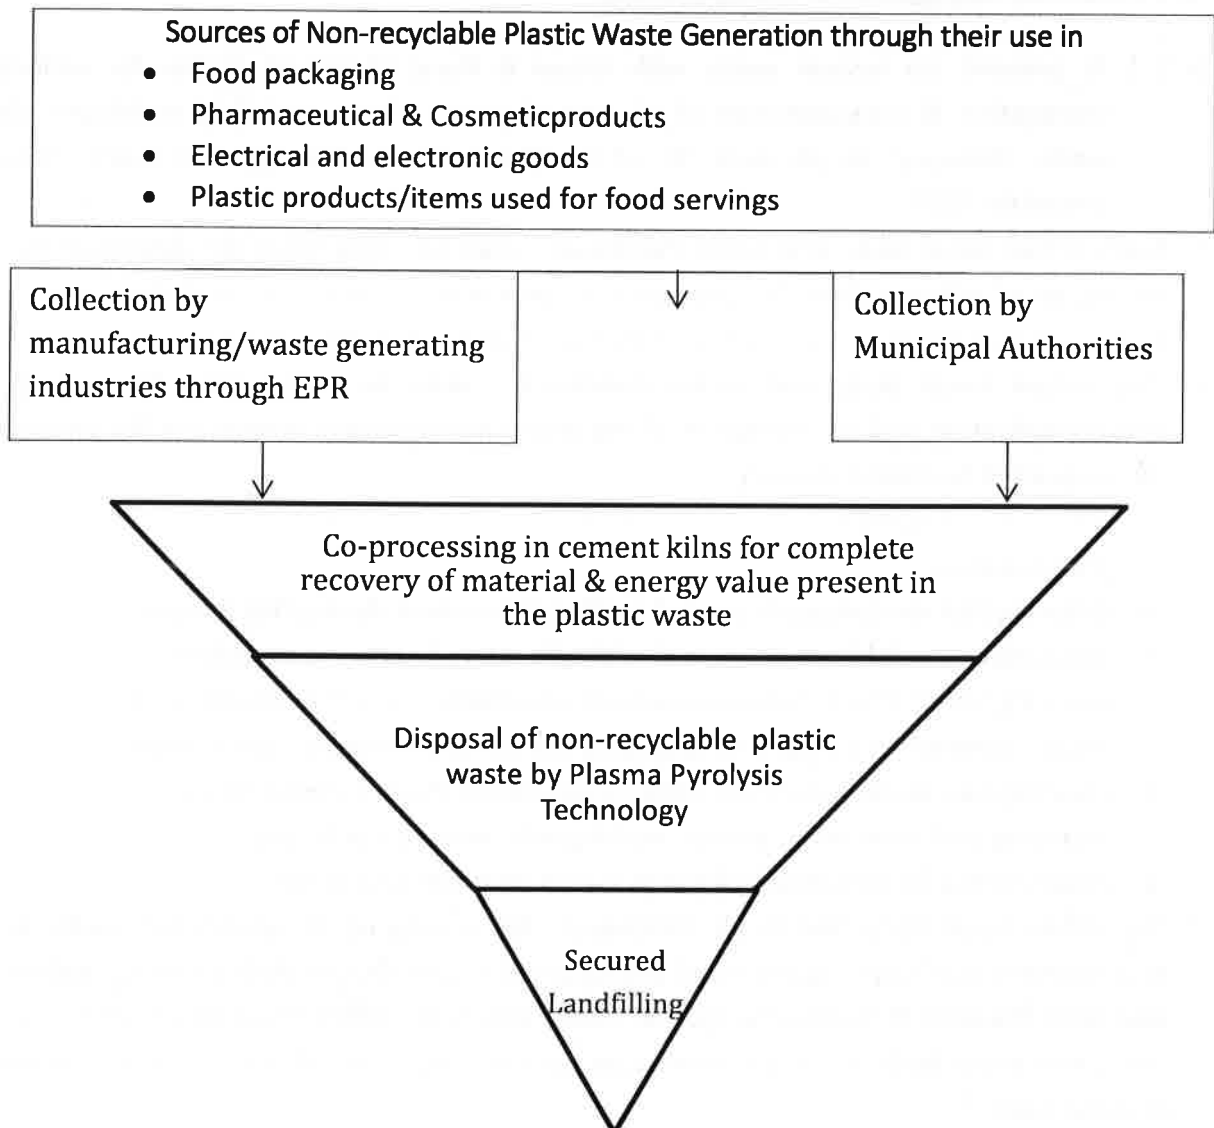 Sources of Non-recyclable Plastic Waste Generation through their use in
• Food packaging
• Pharmaceutical & Cosmeticproducts
• Electrical and electronic goods
• Plastic products/items used for food servings
Collection by
manufacturing/waste generating
industries through EPR
Collection by
Municipal Authorities
Co-processing in cement kilns for complete
recovery of material & energy value present in
the plastic waste
Disposal of non-recyclable plastic
waste by Plasma Pyrolysis
Technology
Secured
Landfilling